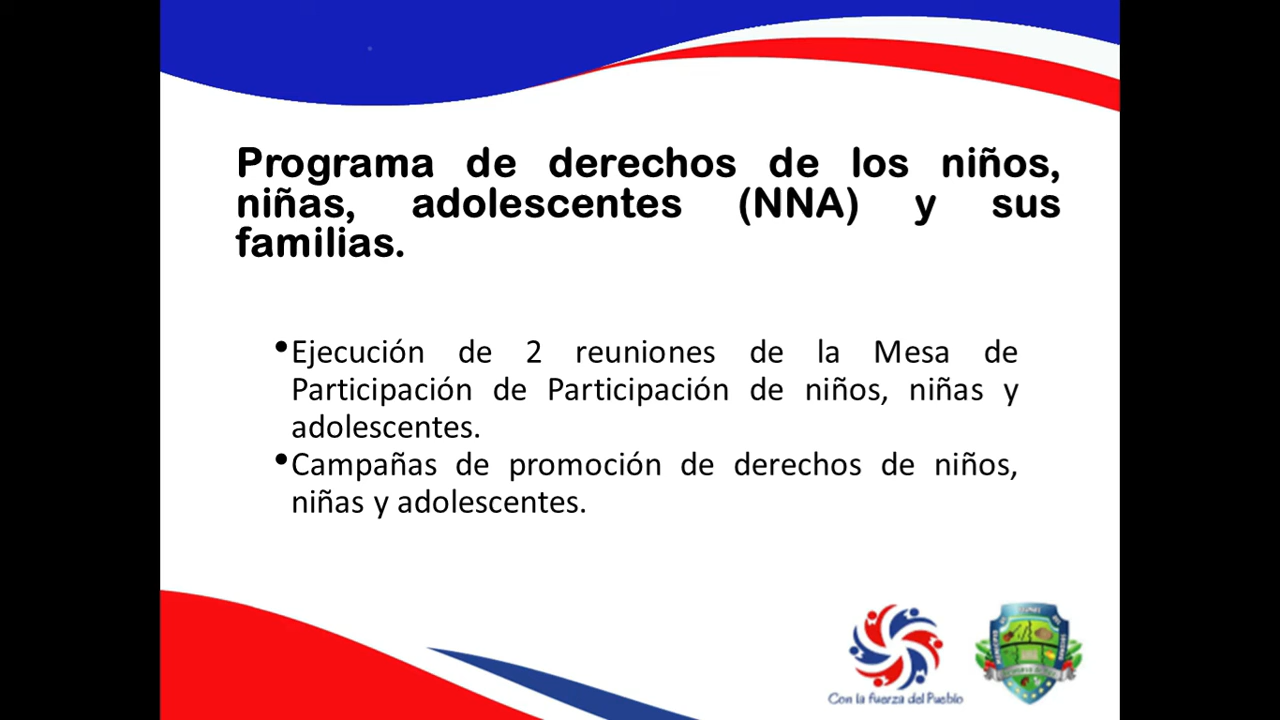 Programa de derechos de los niños,
niñas, adolescentes (NNA) y sus
familias.
•Ejecución de 2 reuniones de la Mesa de
Participación de Participación de niños, niñas y
adolescentes.
•Campañas de promoción de derechos de niños,
niñas y adolescentes.
Con la fuerza del Pueblo